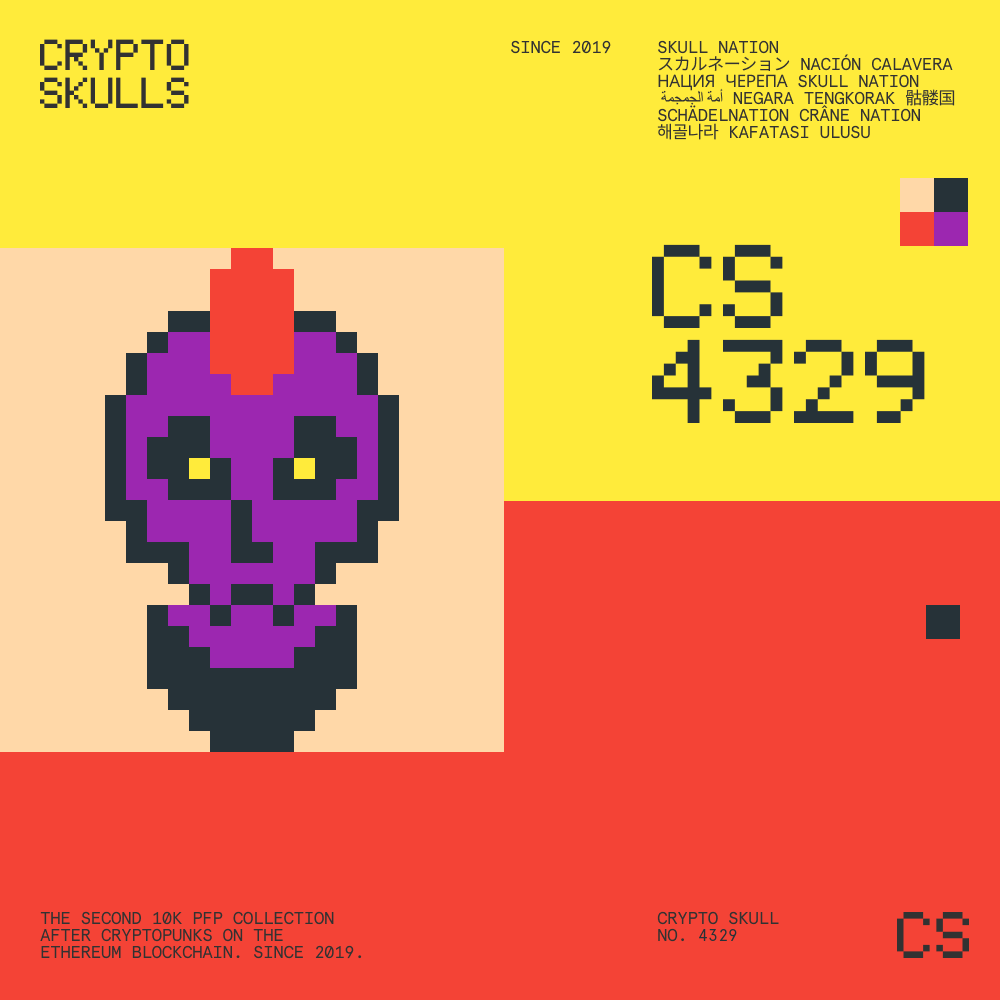 CRYPTO
SKULLS
SINCE 2019
SKULL NATION
スカルネーション NACIÓN CALAVERA
НАЦИЯ ЧЕРЕПА SKULL NATION
أمة الجمجمة NEGARA TENGKORAK 骷髅国
SCHÄDELNATION CRÂNE NATION
해골나라 KAFATASI ULUSU
CS
4329
THE SECOND 10K PFP COLLECTION
AFTER CRYPTOPUNKS ON THE
ETHEREUM BLOCKCHAIN. SINCE 2019.
CRYPTO SKULL
NO. 4329
CS